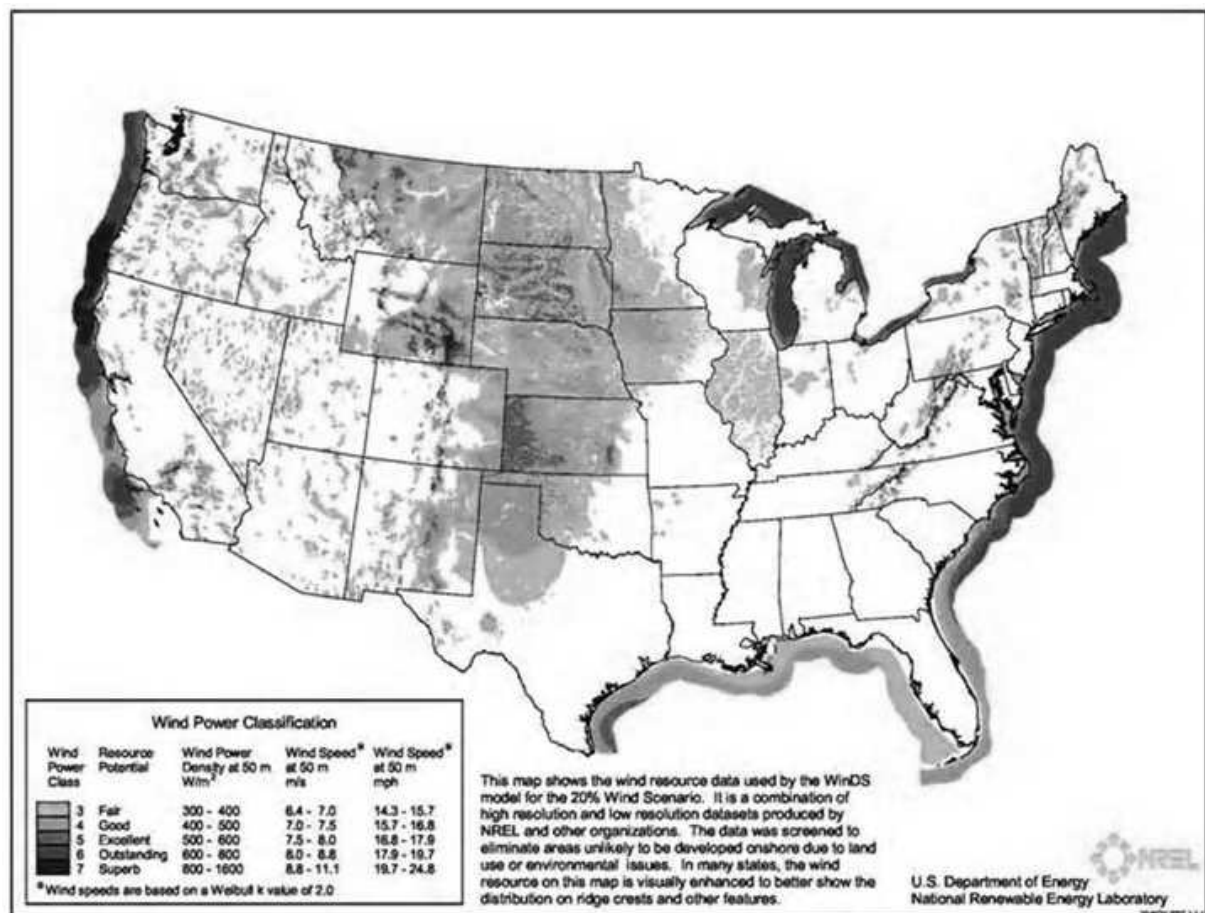 Wind Power Classification
Wind Power Class Resource Potential Wind Power Density at 50 m W/m² Wind Speed* at 50 m m/s Wind Speed* at 50 m mph
3 Fair 300 - 400 6.4 - 7.0 14.3 - 15.7
4 Good 400 - 500 7.0 - 7.5 15.7 - 16.8
5 Excellent 500 - 600 7.5 - 8.0 16.8 - 17.9
6 Outstanding 600 - 800 8.0 - 8.8 17.9 - 19.7
7 Superb 800 - 1600 8.8 - 11.1 19.7 - 24.8
*Wind speeds are based on a Weibull k value of 2.0
This map shows the wind resource data used by the WinDS
model for the 20% Wind Scenario. It is a combination of
high resolution and low resolution datasets produced by
NREL and other organizations. The data was screened to
eliminate areas unlikely to be developed onshore due to land
use or environmental issues. In many states, the wind
resource on this map is visually enhanced to better show the
distribution on ridge crests and other features.
NREL
U.S. Department of Energy
National Renewable Energy Laboratory